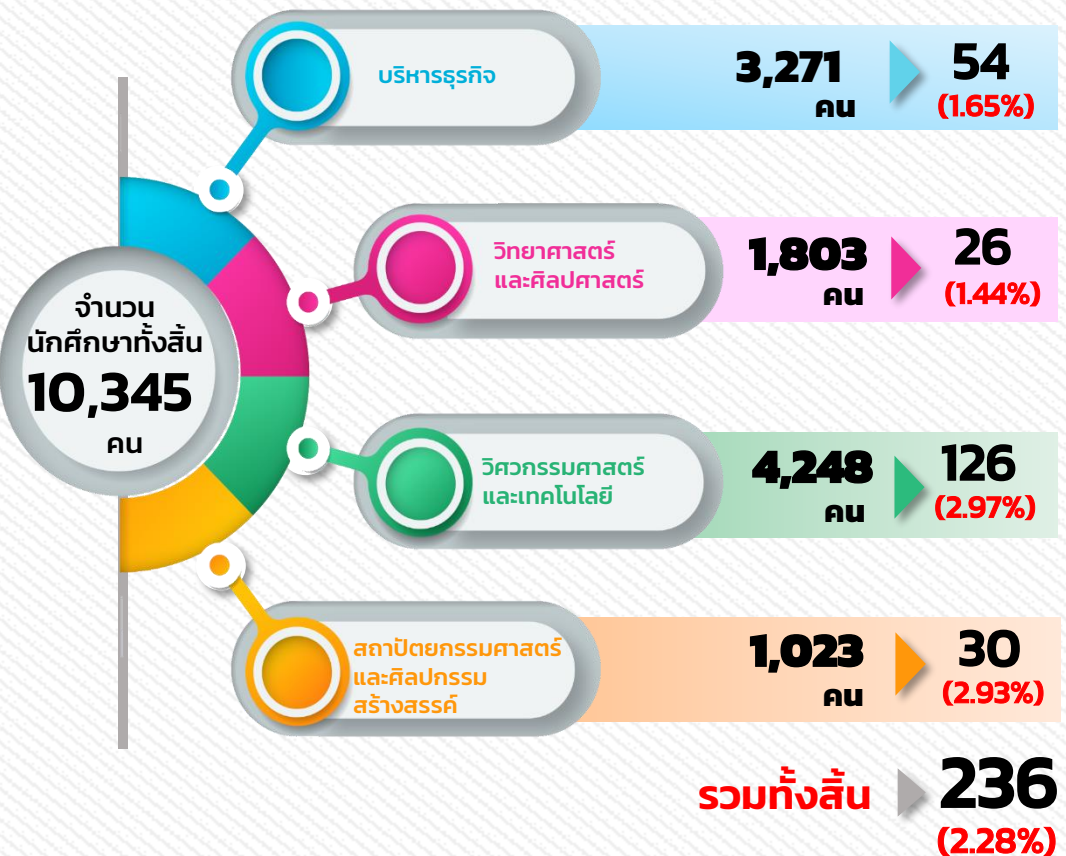 บริหารธุรกิจ
3,271
คน
54
(1.65%)
วิทยาศาสตร์
และศิลปศาสตร์
1,803
คน
26
(1.44%)
จำนวน
นักศึกษาทั้งสิ้น
10,345
คน
วิศวกรรมศาสตร์
และเทคโนโลยี
4,248
คน
126
(2.97%)
สถาปัตยกรรมศาสตร์
และศิลปกรรม
สร้างสรรค์
1,023
คน
30
(2.93%)
รวมทั้งสิ้น
236
(2.28%)